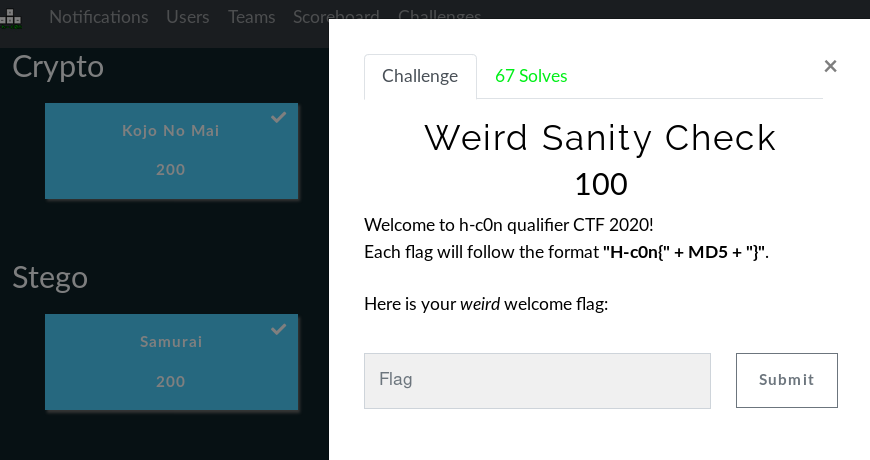 Notifications Users Teams Scoreboard Challenges
Crypto
Kojo No Mai
200
Stego
Samurai
200
Challenge
67 Solves
×
Weird Sanity Check
100
Welcome to h-c0n qualifier CTF 2020!
Each flag will follow the format "H-c0n{" + MD5 + "}".
Here is your weird welcome flag:
Flag
Submit